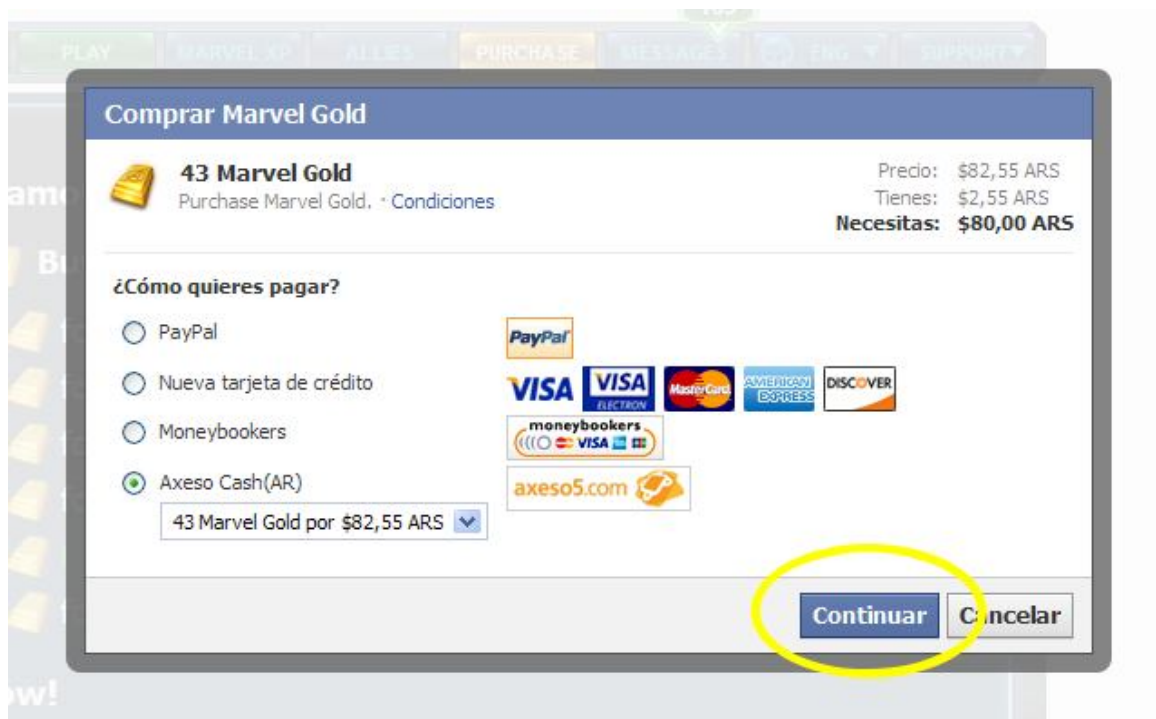 PLAY MARVEL XP ALLIES PURCHASE MESSAGES ENG SUPPORT
Comprar Marvel Gold
43 Marvel Gold
Purchase Marvel Gold. · Condiciones
Precio: $82,55 ARS
Tienes: $2,55 ARS
Necesitas: $80,00 ARS
¿Cómo quieres pagar?
PayPal PayPal
Nueva tarjeta de crédito VISA VISA ELECTRON MasterCard AMERICAN EXPRESS DISCOVER
Moneybookers moneybookers VISA
Axeso Cash(AR) axeso5.com
43 Marvel Gold por $82,55 ARS
Continuar Cancelar